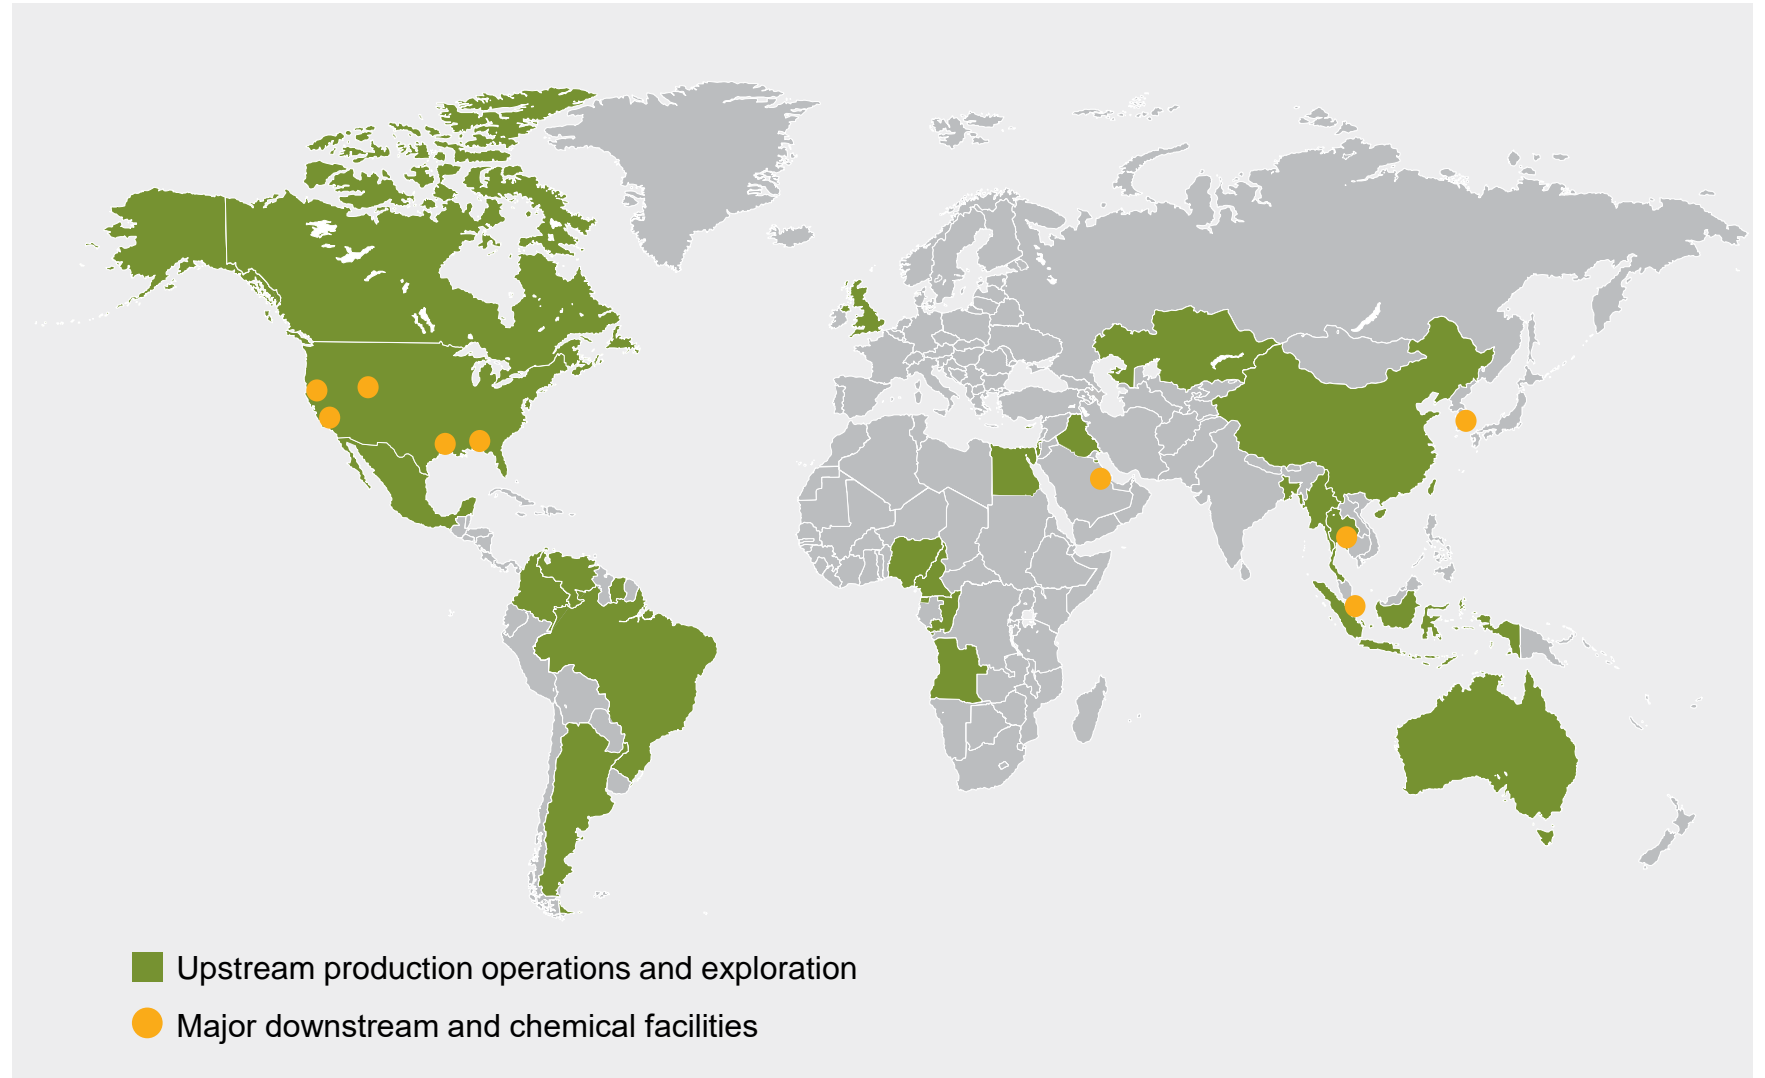 Upstream production operations and exploration
Major downstream and chemical facilities